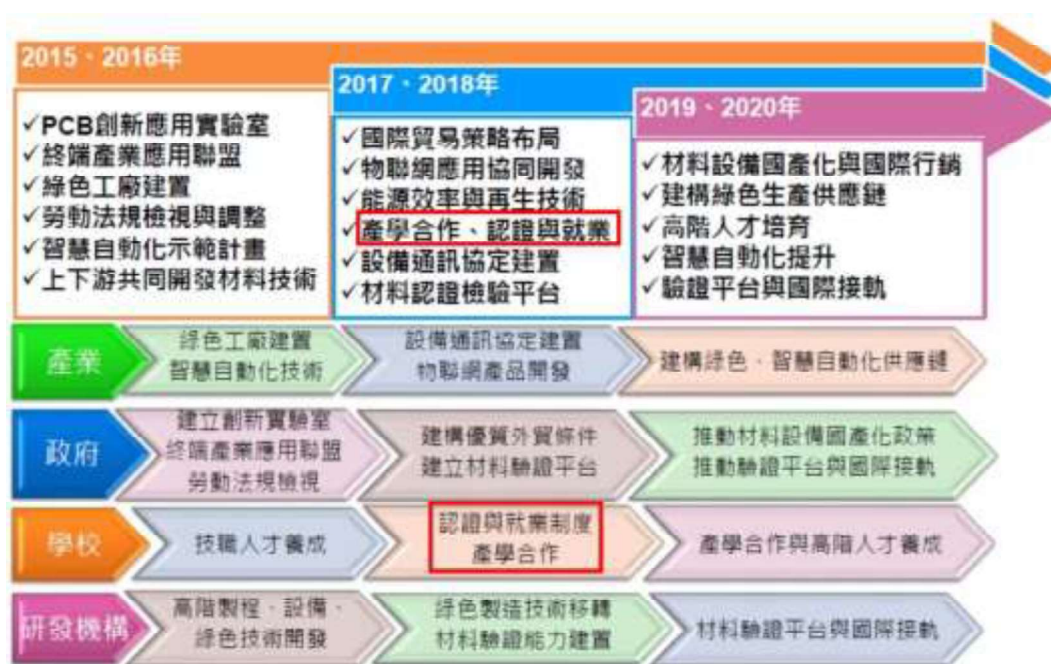 2015、2016年
✓PCB創新應用實驗室
✓終端產業應用聯盟
✓綠色工廠建置
✓勞動法規檢視與調整
✓智慧自動化示範計畫
✓上下游共同開發材料技術
2017、2018年
✓國際貿易策略布局
✓物聯網應用協同開發
✓能源效率與再生技術
✓產學合作、認證與就業
✓設備通訊協定建置
✓材料認證檢驗平台
2019、2020年
✓材料設備國產化與國際行銷
✓建構綠色生產供應鏈
✓高階人才培育
✓智慧自動化提升
✓驗證平台與國際接軌
產業
綠色工廠建置
智慧自動化技術
設備通訊協定建置
物聯網產品開發
建構綠色、智慧自動化供應鏈
政府
建立創新實驗室
終端產業應用聯盟
勞動法規檢視
建構優質外貿條件
建立材料驗證平台
推動材料設備國產化政策
推動驗證平台與國際接軌
學校
技職人才養成
認證與就業制度
產學合作
產學合作與高階人才養成
研發機構
高階製程、設備、
綠色技術開發
綠色製造技術移轉
材料驗證能力建置
材料驗證平台與國際接軌